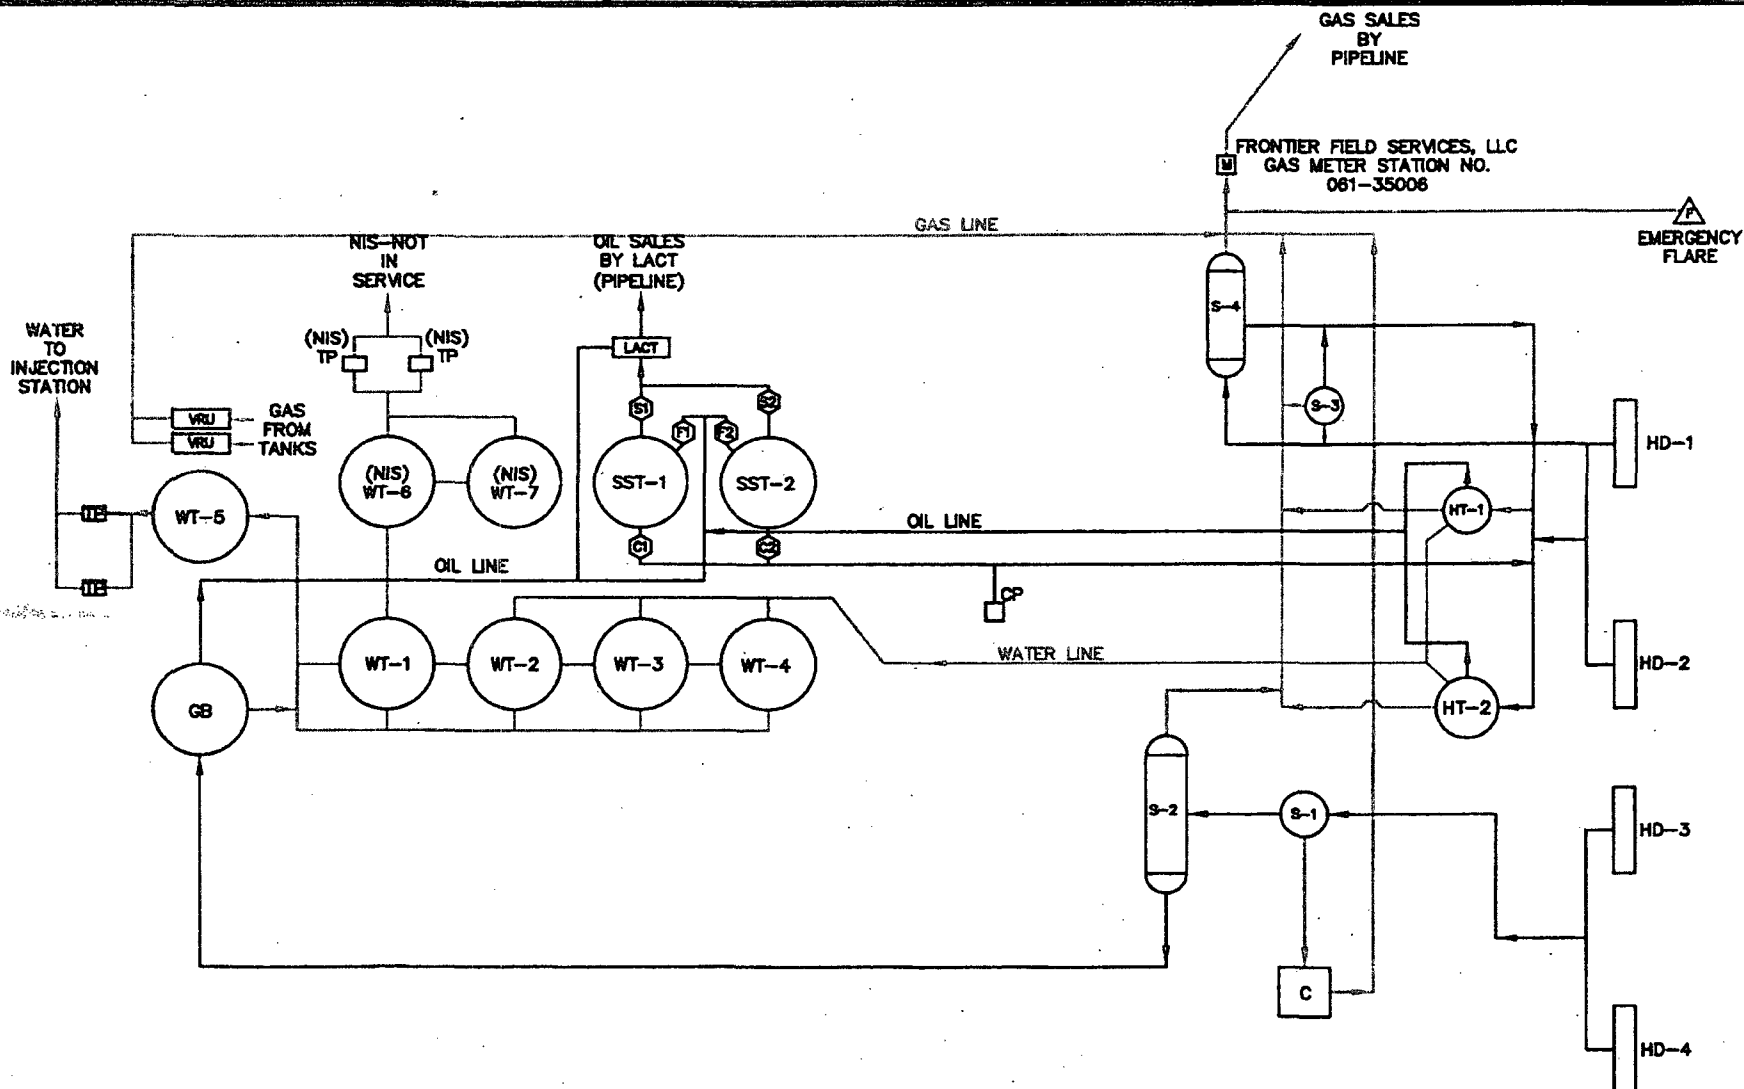 GAS SALES
BY
PIPELINE
M
FRONTIER FIELD SERVICES, LLC
GAS METER STATION NO.
061-35006
F
EMERGENCY
FLARE
GAS LINE
NIS-NOT
IN
SERVICE
OIL SALES
BY LACT
(PIPELINE)
WATER
TO
INJECTION
STATION
(NIS)
TP
(NIS)
TP
LACT
S-4
S-3
VRU
VRU
GAS
FROM
TANKS
S1
S2
F1
F2
HD-1
(NIS)
WT-6
(NIS)
WT-7
SST-1
SST-2
TP
WT-5
TP
HT-1
OIL LINE
C1
C2
OIL LINE
CP
WT-1
WT-2
WT-3
WT-4
WATER LINE
HD-2
GB
HT-2
S-2
S-1
HD-3
C
HD-4